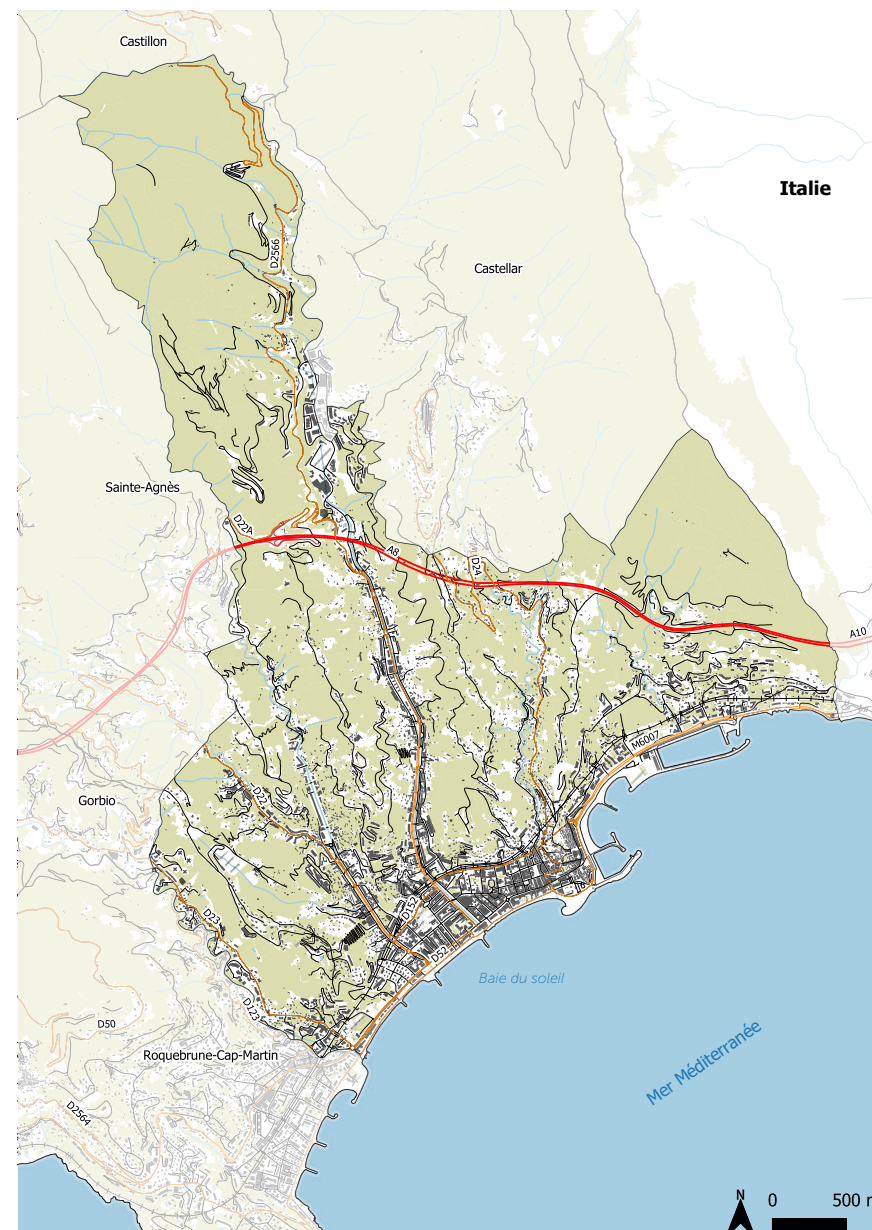 Castillon
Italie
D2566
Castellar
Sainte-Agnès
D22A
A8
D24
A10
M6007
Gorbio
D22
D23
D152
D52
Baie du soleil
D123
D50
Roquebrune-Cap-Martin
Mer Méditerranée
D2564
N
0 500 m